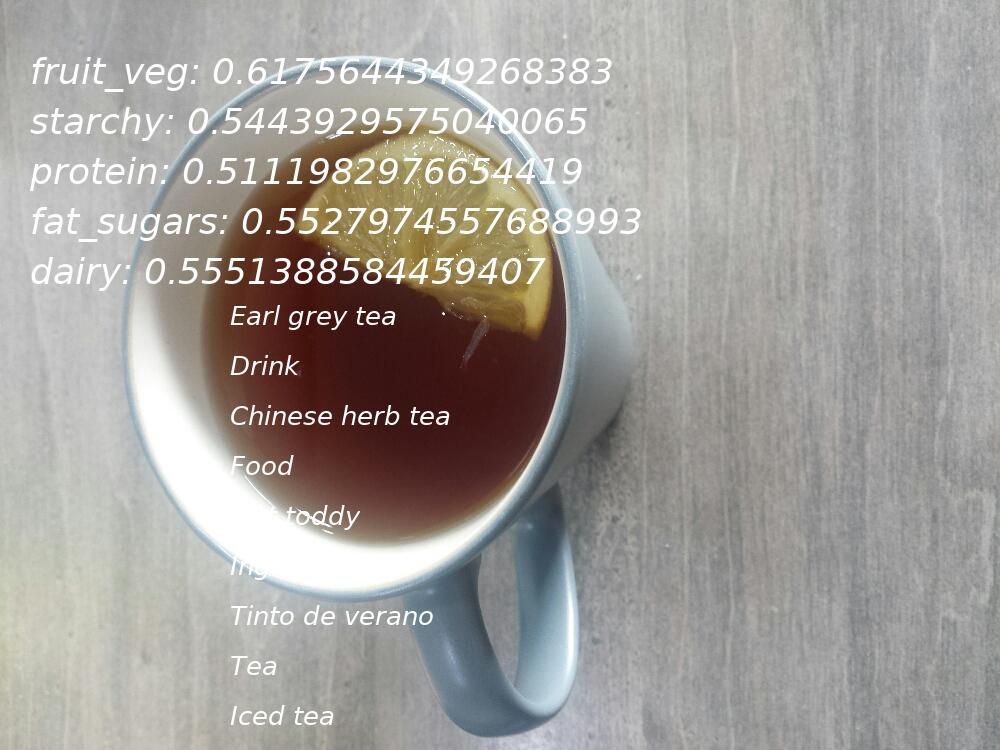 fruit_veg: 0.6175644349268383
starchy: 0.5443929575040065
protein: 0.5111982976654419
fat_sugars: 0.5527974557688993
dairy: 0.5551388584459407
Earl grey tea
Drink
Chinese herb tea
Food
toddy
Tinto de verano
Tea
Iced tea